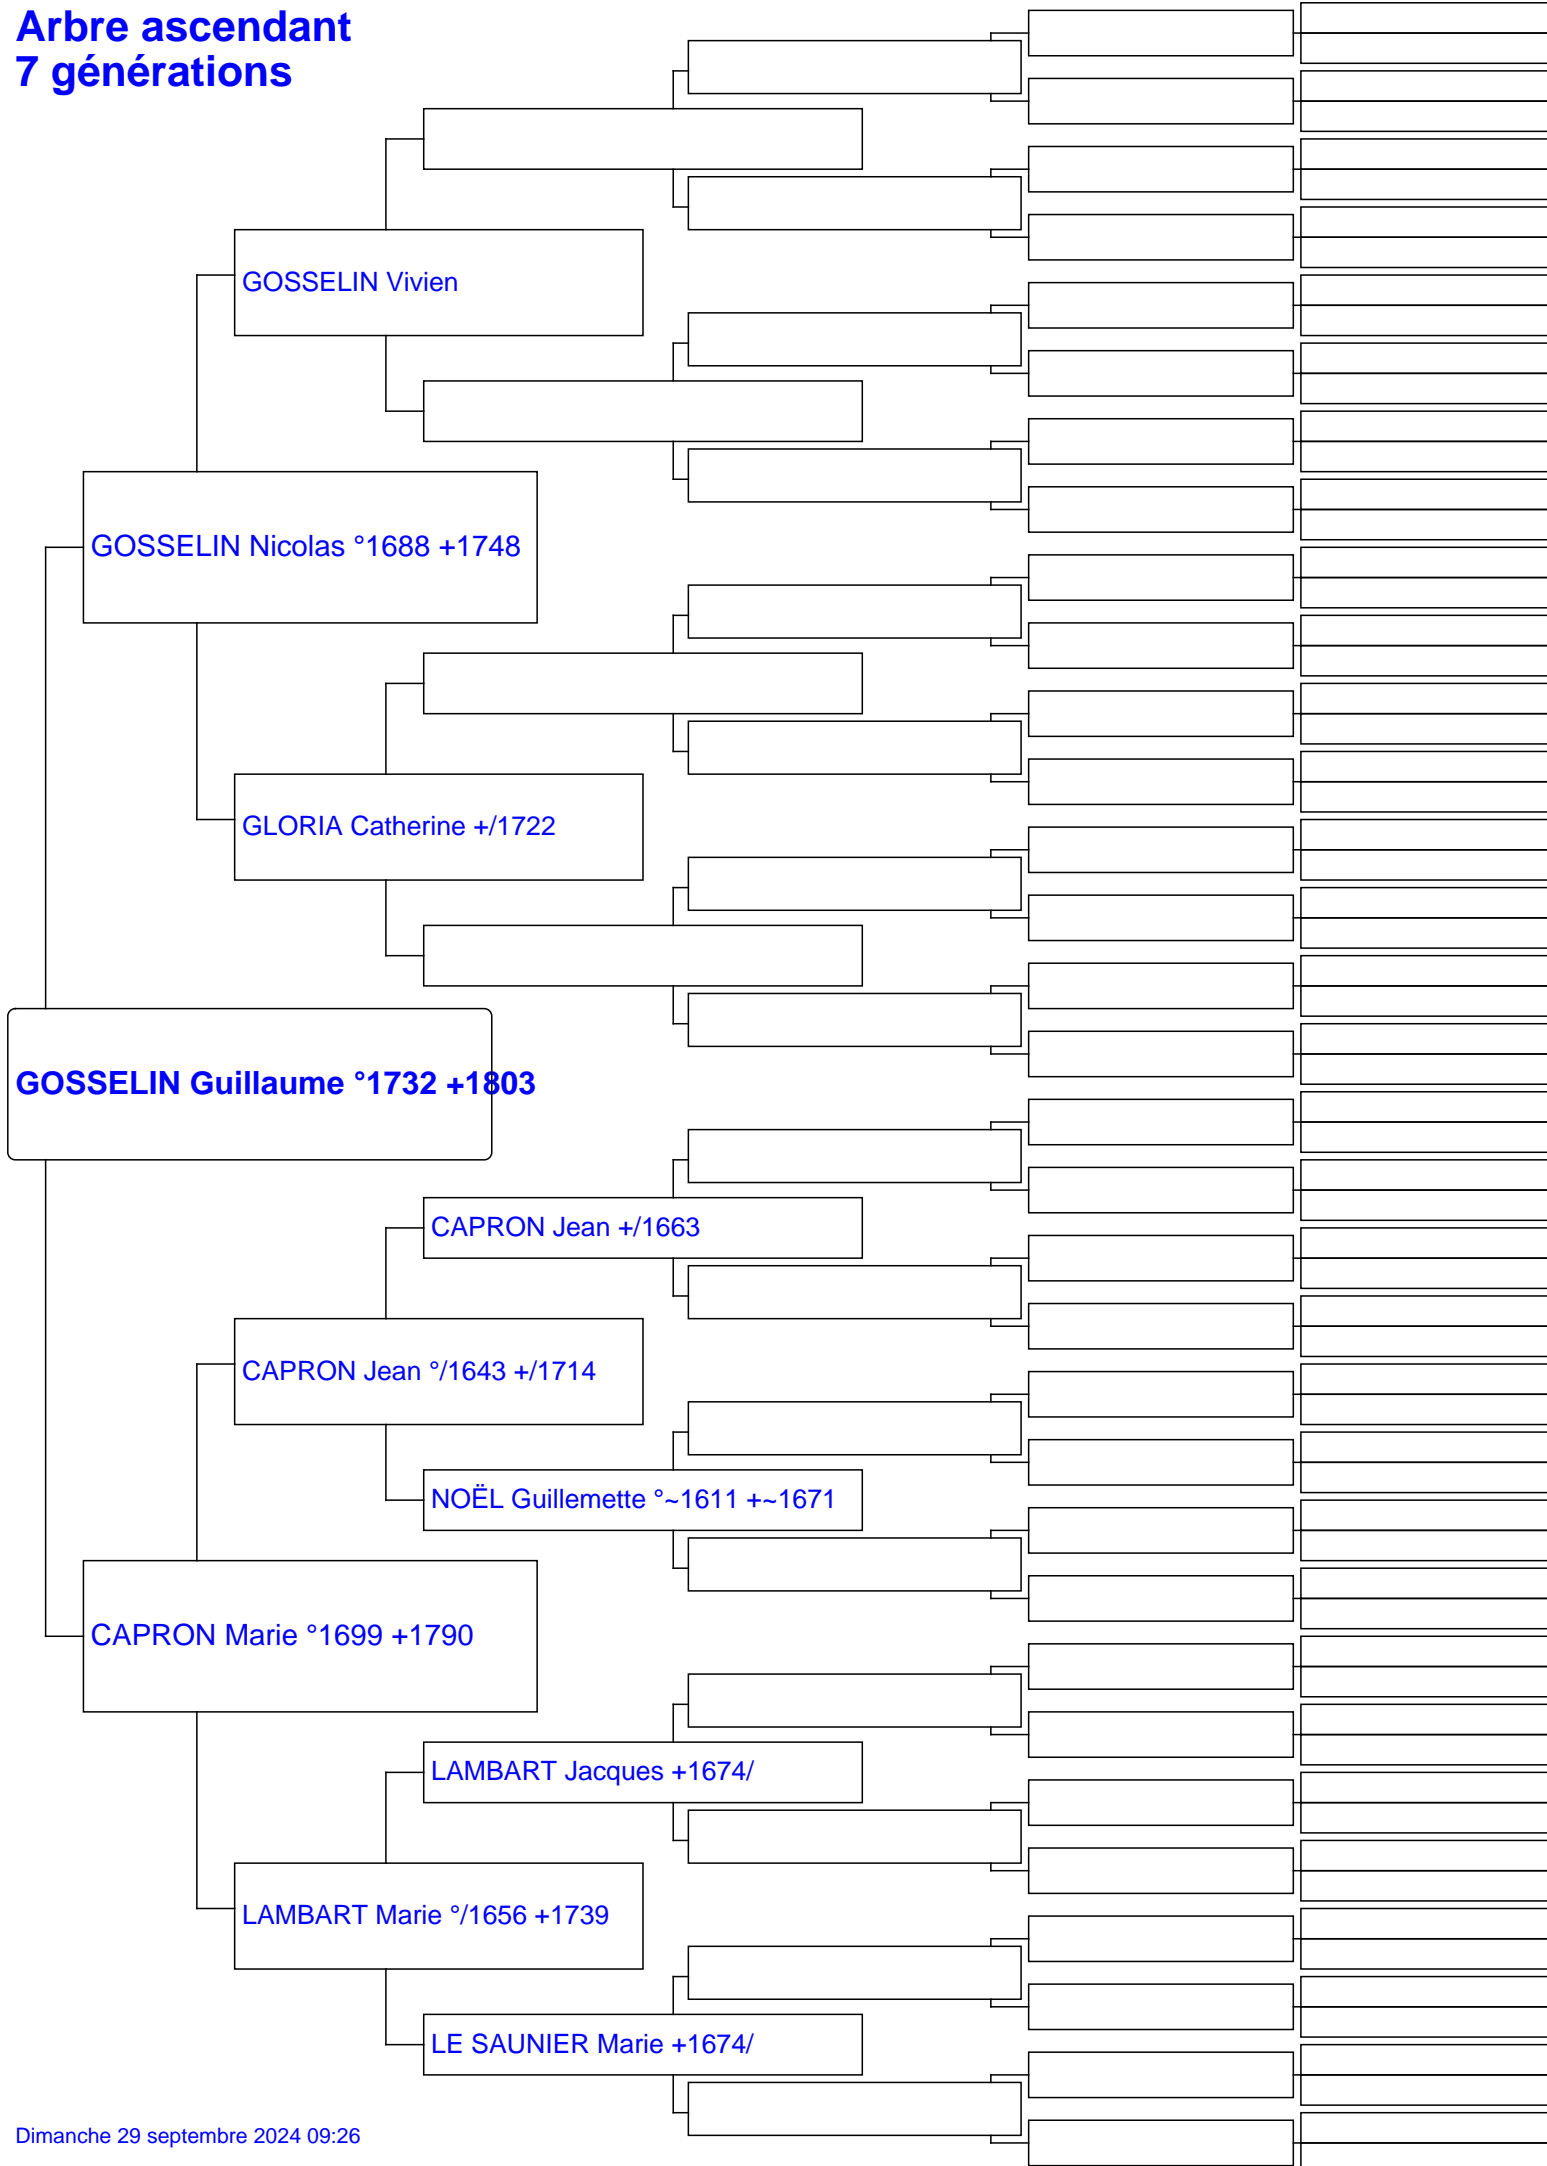 Arbre ascendant
7 générations
GOSSELIN Vivien
GOSSELIN Nicolas °1688 +1748
GLORIA Catherine +/1722
GOSSELIN Guillaume °1732 +1803
CAPRON Jean +/1663
CAPRON Jean °/1643 +/1714
NOËL Guillemette °~1611 +~1671
CAPRON Marie °1699 +1790
LAMBART Jacques +1674/
LAMBART Marie °/1656 +1739
LE SAUNIER Marie +1674/
Dimanche 29 septembre 2024 09:26